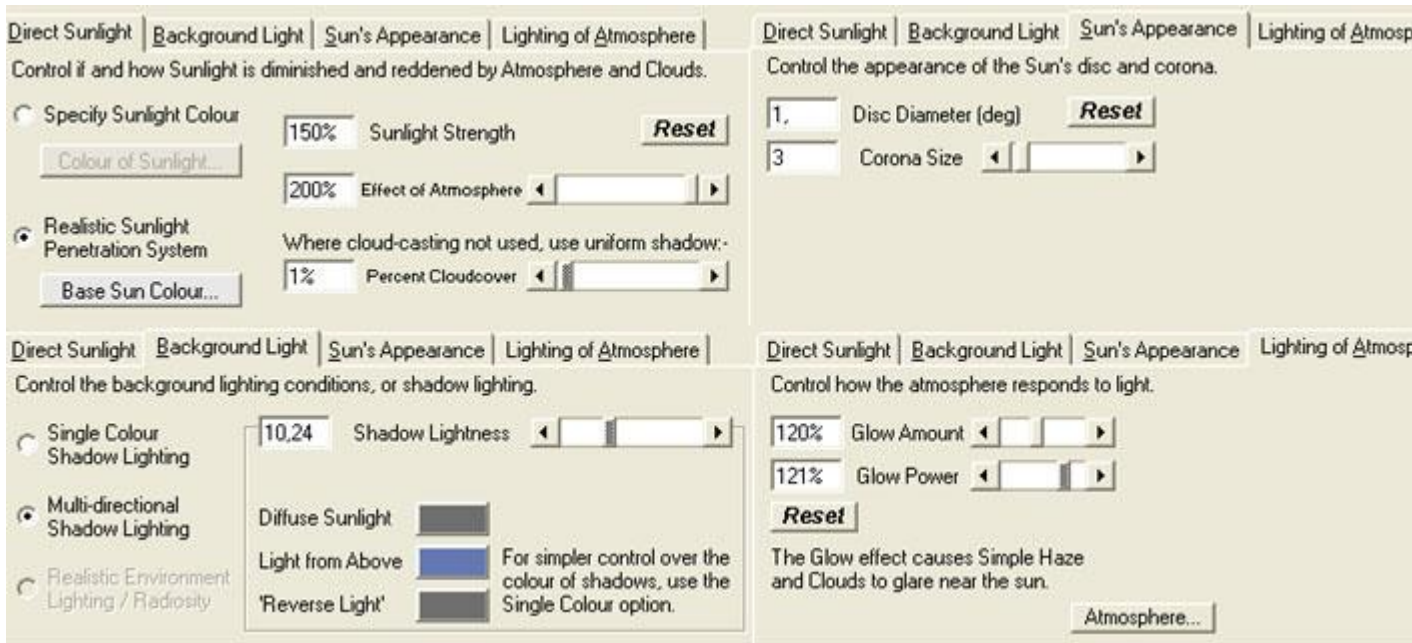 Direct Sunlight Background Light Sun's Appearance Lighting of Atmosphere
Control if and how Sunlight is diminished and reddened by Atmosphere and Clouds.
Specify Sunlight Colour
Colour of Sunlight...
150% Sunlight Strength Reset
200% Effect of Atmosphere
Realistic Sunlight
Penetration System
Base Sun Colour...
Where cloud-casting not used, use uniform shadow:-
1% Percent Cloudcover
Direct Sunlight Background Light Sun's Appearance Lighting of Atmosp
Control the appearance of the Sun's disc and corona.
1, Disc Diameter (deg) Reset
3 Corona Size
Direct Sunlight Background Light Sun's Appearance Lighting of Atmosphere
Control the background lighting conditions, or shadow lighting.
Single Colour
Shadow Lighting
Multi-directional
Shadow Lighting
Realistic Environment
Lighting / Radiosity
10,24 Shadow Lightness
Diffuse Sunlight
Light from Above
'Reverse Light'
For simpler control over the
colour of shadows, use the
Single Colour option.
Direct Sunlight Background Light Sun's Appearance Lighting of Atmosp
Control how the atmosphere responds to light.
120% Glow Amount
121% Glow Power
Reset
The Glow effect causes Simple Haze
and Clouds to glare near the sun.
Atmosphere...